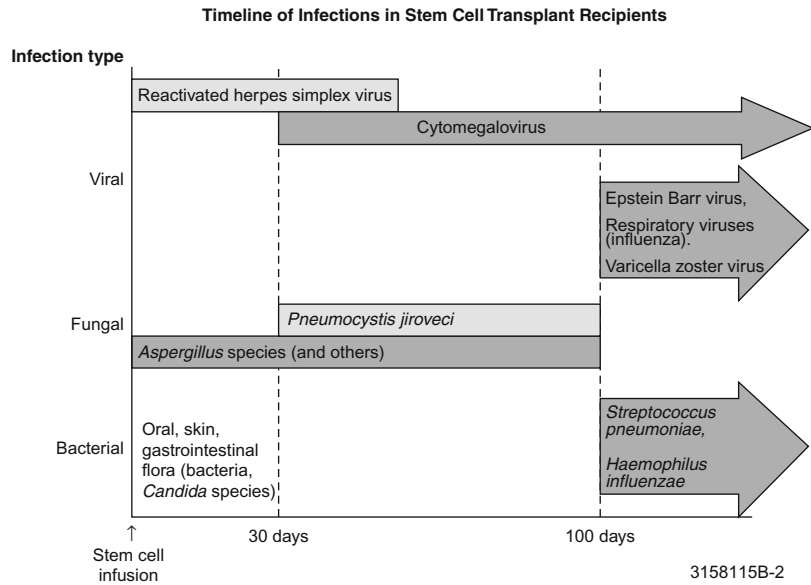 Timeline of Infections in Stem Cell Transplant Recipients
Infection type
Reactivated herpes simplex virus
Cytomegalovirus
Viral
Epstein Barr virus,
Respiratory viruses
(influenza).
Varicella zoster virus
Fungal
Pneumocystis jiroveci
Aspergillus species (and others)
Bacterial
Oral, skin,
gastrointestinal
flora (bacteria,
Candida species)
Streptococcus
pneumoniae,
Haemophilus
influenzae
↑
Stem cell
infusion
30 days
100 days
3158115B-2